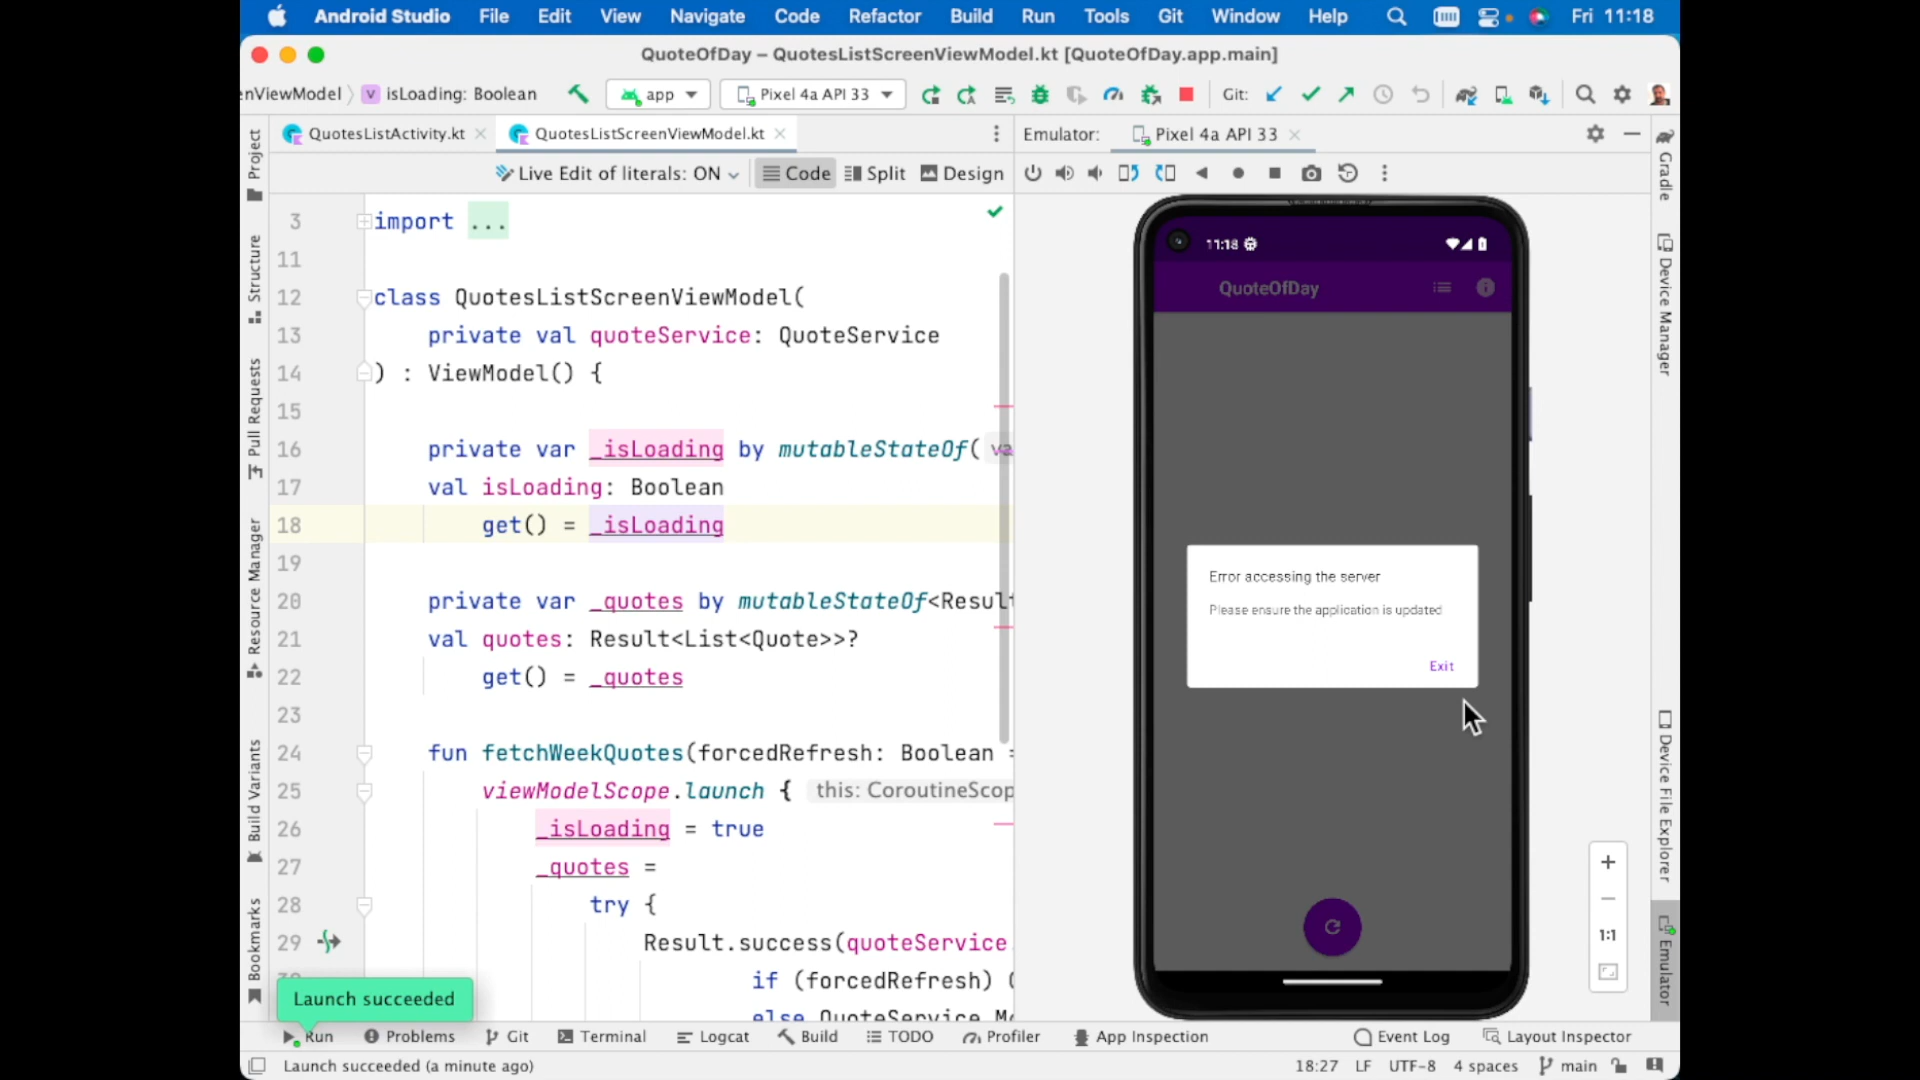 Android Studio File Edit View Navigate Code Refactor Build Run Tools Git Window Help Fri 11:18
QuoteOfDay – QuotesListScreenViewModel.kt [QuoteOfDay.app.main]
enViewModel v isLoading: Boolean app Pixel 4a API 33 Git:
QuotesListActivity.kt QuotesListScreenViewModel.kt Emulator: Pixel 4a API 33
Live Edit of literals: ON Code Split Design
Project
Structure
Pull Requests
Resource Manager
Build Variants
Bookmarks
3 import ...
11
12 class QuotesListScreenViewModel(
13 private val quoteService: QuoteService
14 ) : ViewModel() {
15
16 private var _isLoading by mutableStateOf( va
17 val isLoading: Boolean
18 get() = _isLoading
19
20 private var _quotes by mutableStateOf<Result
21 val quotes: Result<List<Quote>>?
22 get() = _quotes
23
24 fun fetchWeekQuotes(forcedRefresh: Boolean =
25 viewModelScope.launch { this: CoroutineScop
26 _isLoading = true
27 _quotes =
28 try {
29 Result.success(quoteService.
30 if (forcedRefresh) Q
else QuoteService.Mo
Launch succeeded
11:18
QuoteOfDay
Error accessing the server
Please ensure the application is updated
Exit
1:1
Gradle
Device Manager
Device File Explorer
Emulator
Run Problems Git Terminal Logcat Build TODO Profiler App Inspection Event Log Layout Inspector
Launch succeeded (a minute ago) 18:27 LF UTF-8 4 spaces main